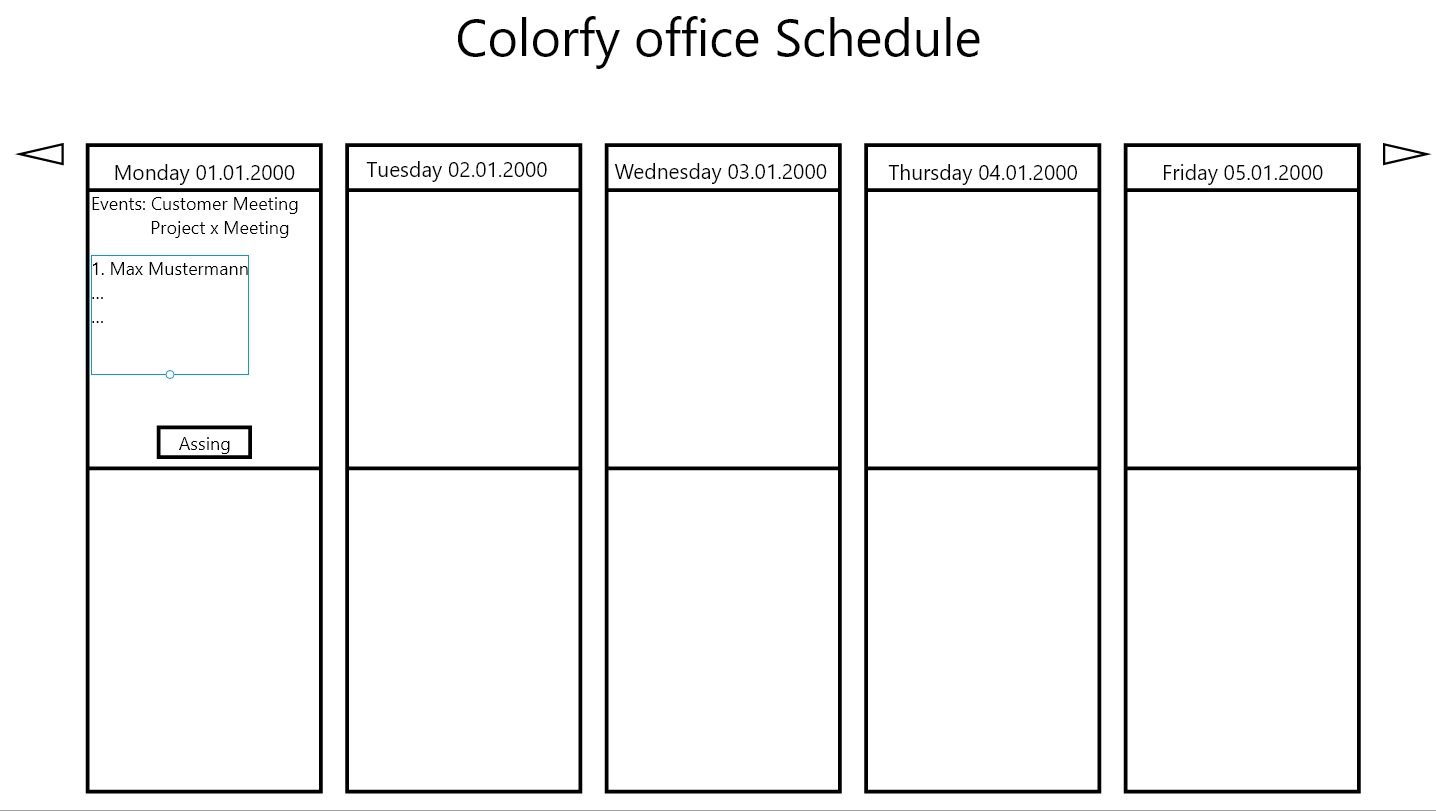 Colorfy office Schedule
Monday 01.01.2000
Events: Customer Meeting
Project x Meeting
1. Max Mustermann
...
...
Assing
Tuesday 02.01.2000
Wednesday 03.01.2000
Thursday 04.01.2000
Friday 05.01.2000